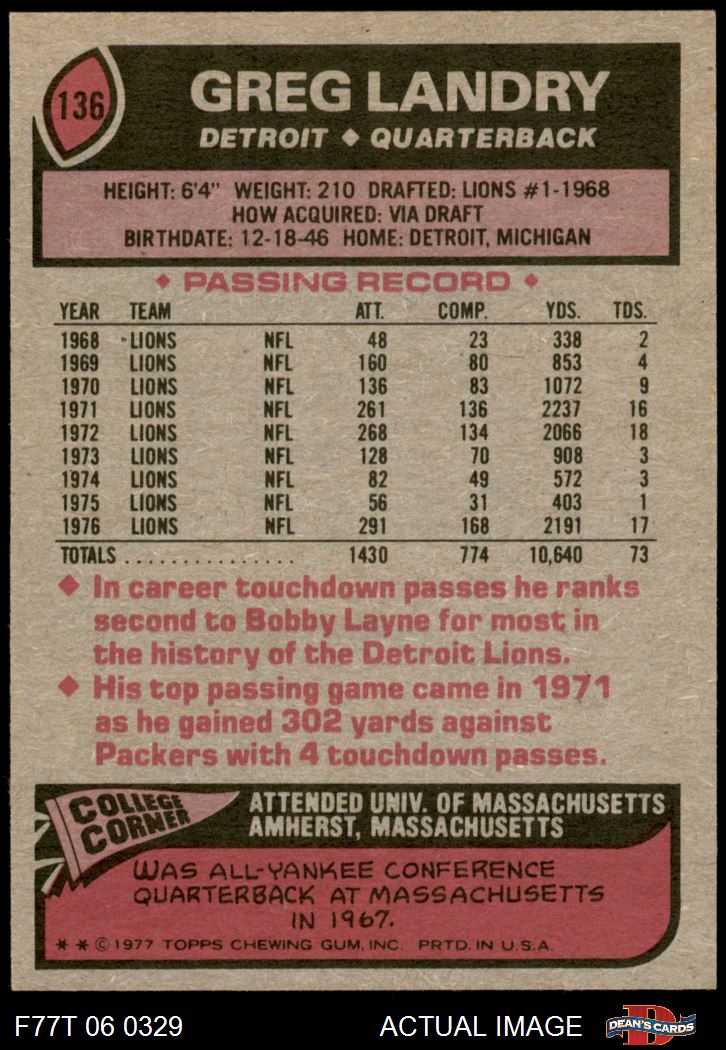 136
GREG LANDRY
DETROIT ♦ QUARTERBACK
HEIGHT: 6'4" WEIGHT: 210 DRAFTED: LIONS #1-1968
HOW ACQUIRED: VIA DRAFT
BIRTHDATE: 12-18-46 HOME: DETROIT, MICHIGAN
♦ PASSING RECORD ♦
YEAR TEAM ATT. COMP. YDS. TDS.
1968 LIONS NFL 48 23 338 2
1969 LIONS NFL 160 80 853 4
1970 LIONS NFL 136 83 1072 9
1971 LIONS NFL 261 136 2237 16
1972 LIONS NFL 268 134 2066 18
1973 LIONS NFL 128 70 908 3
1974 LIONS NFL 82 49 572 3
1975 LIONS NFL 56 31 403 1
1976 LIONS NFL 291 168 2191 17
TOTALS ............... 1430 774 10,640 73
♦ In career touchdown passes he ranks
second to Bobby Layne for most in
the history of the Detroit Lions.
♦ His top passing game came in 1971
as he gained 302 yards against
Packers with 4 touchdown passes.
COLLEGE
CORNER
ATTENDED UNIV. OF MASSACHUSETTS
AMHERST, MASSACHUSETTS
WAS ALL-YANKEE CONFERENCE
QUARTERBACK AT MASSACHUSETTS
IN 1967.
* * © 1977 TOPPS CHEWING GUM, INC. PRTD. IN U.S.A.
F77T 06 0329 ACTUAL IMAGE D DEAN'S CARDS